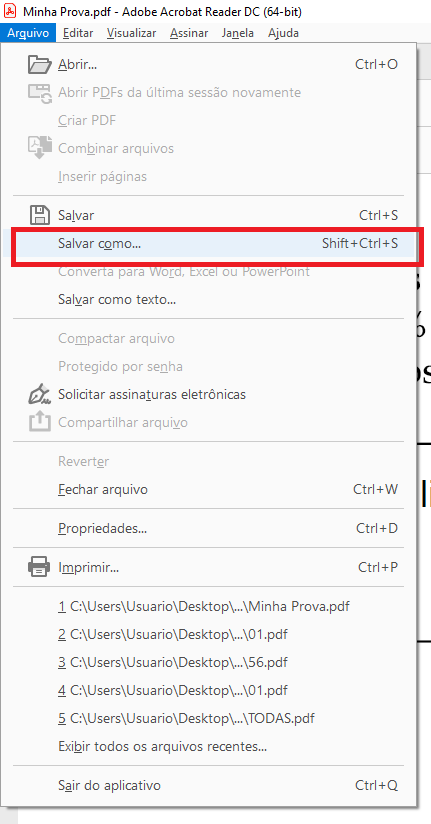 Minha Prova.pdf - Adobe Acrobat Reader DC (64-bit)
Arquivo Editar Visualizar Assinar Janela Ajuda
Abrir... Ctrl+O
Abrir PDFs da última sessão novamente
Criar PDF
Combinar arquivos
Inserir páginas
Salvar Ctrl+S
Salvar como... Shift+Ctrl+S
Converta para Word, Excel ou PowerPoint
Salvar como texto...
%
os
Compactar arquivo
Protegido por senha
Solicitar assinaturas eletrônicas
Compartilhar arquivo
Reverter
Fechar arquivo Ctrl+W
li
Propriedades... Ctrl+D
Imprimir... Ctrl+P
1 C:\Users\Usuario\Desktop\...\Minha Prova.pdf
2 C:\Users\Usuario\Desktop\...\01.pdf
3 C:\Users\Usuario\Desktop\...\56.pdf
4 C:\Users\Usuario\Desktop\...\01.pdf
5 C:\Users\Usuario\Desktop\...\TODAS.pdf
Exibir todos os arquivos recentes...
Sair do aplicativo Ctrl+Q